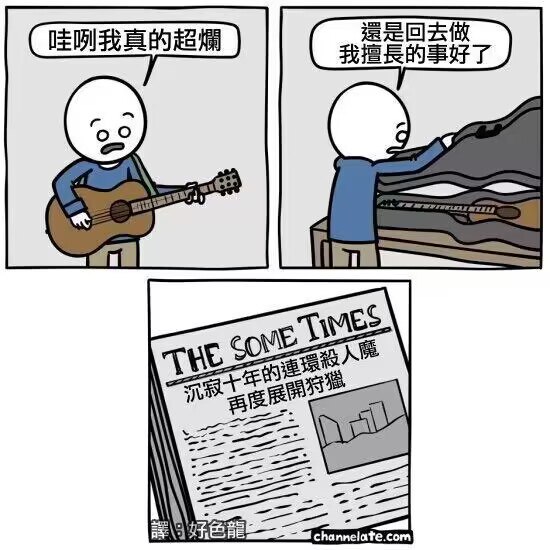 哇咧我真的超爛
還是回去做
我擅長的事好了
THE SOME TIMES
沉寂十年的連環殺人魔
再度展開狩獵
譯：好色龍
channelate.com